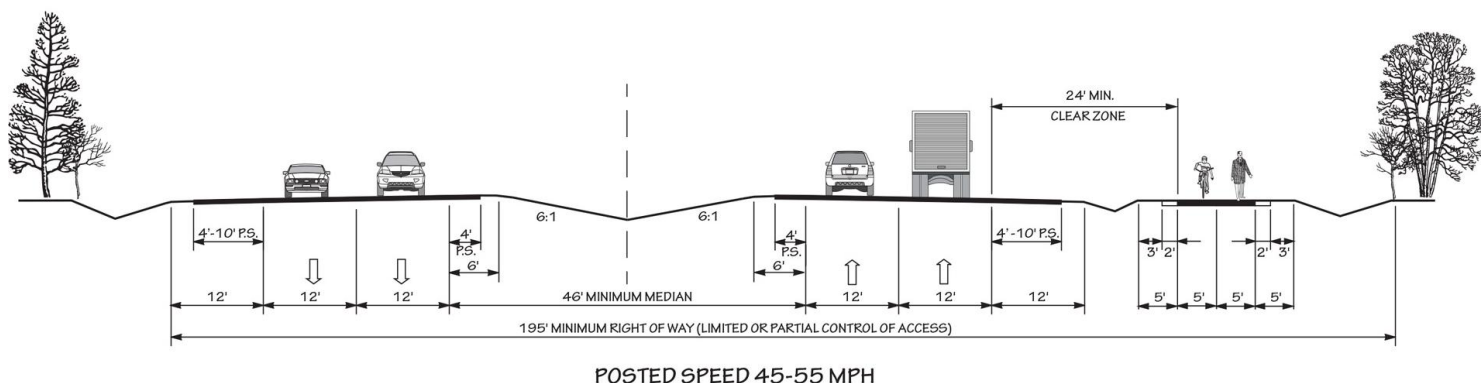 24' MIN.
CLEAR ZONE
6:1
6:1
4'-10' P.S.
4'
P.S.
6'
4'
P.S.
6'
4'-10' P.S.
3'
2'
2'
3'
12'
12'
12'
46' MINIMUM MEDIAN
12'
12'
12'
5'
5'
5'
5'
195' MINIMUM RIGHT OF WAY (LIMITED OR PARTIAL CONTROL OF ACCESS)
POSTED SPEED 45-55 MPH